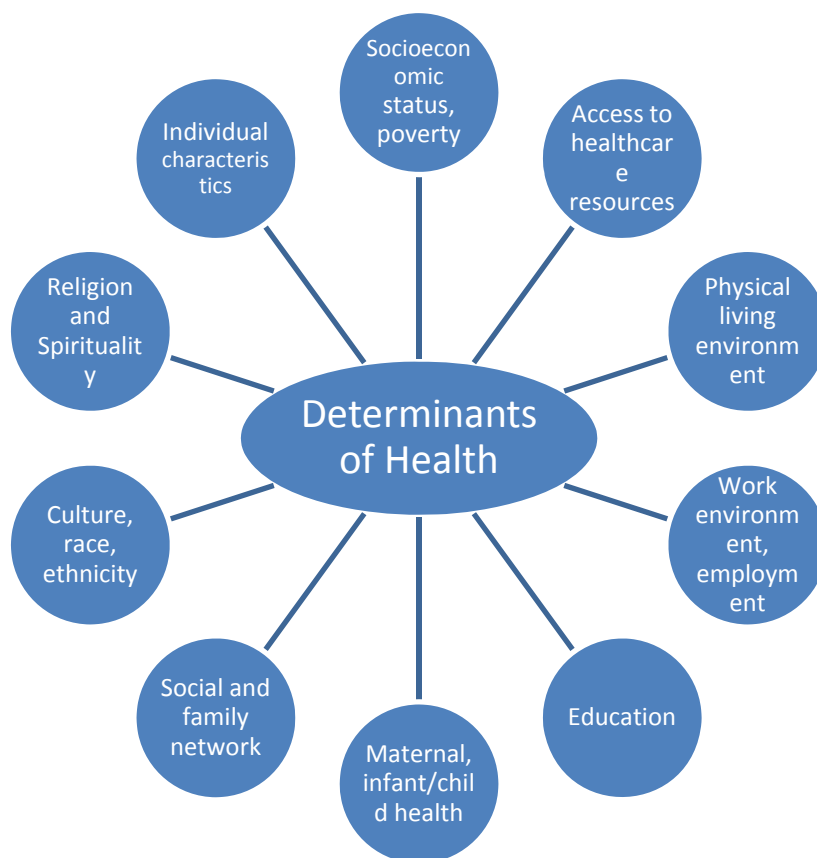 Socioecon
omic
status,
poverty
Access to
healthcar
e
resources
Physical
living
environm
ent
Work
environm
ent,
employm
ent
Education
Maternal,
infant/chil
d health
Social and
family
network
Culture,
race,
ethnicity
Religion
and
Spiritualit
y
Individual
characteris
tics
Determinants
of Health